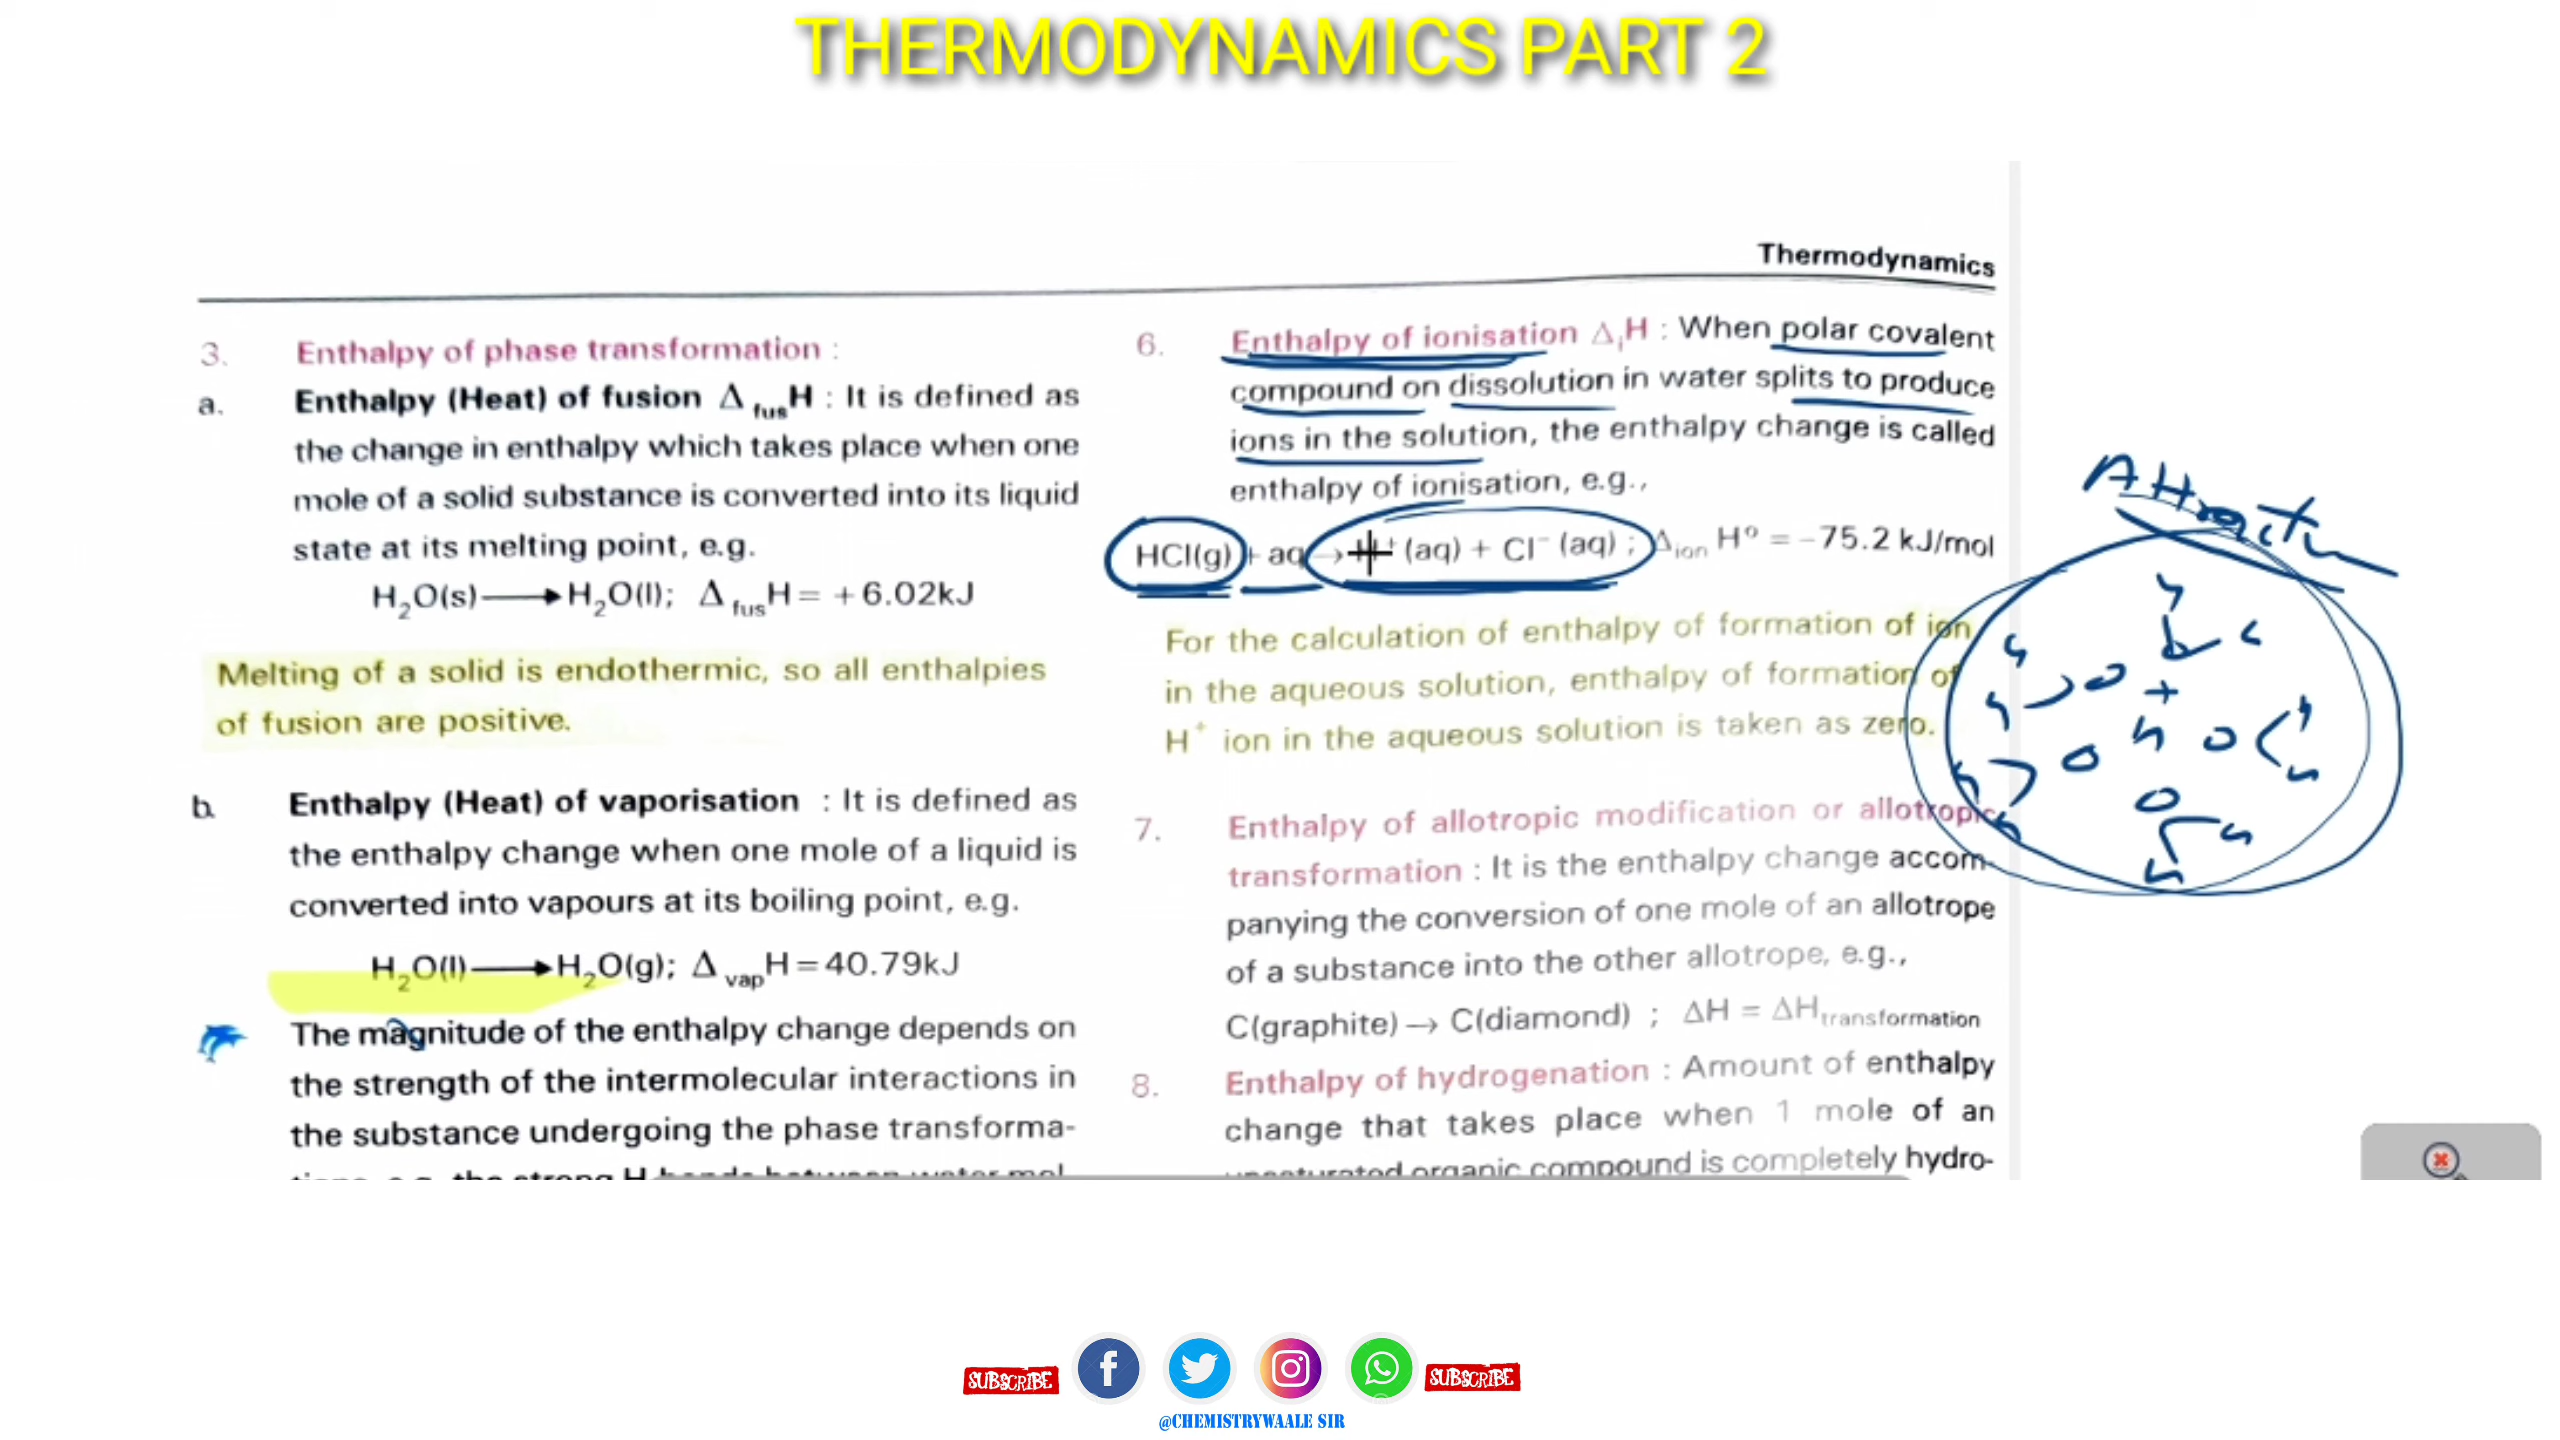 THERMODYNAMICS PART 2
Thermodynamics
3. Enthalpy of phase transformation :
a. Enthalpy (Heat) of fusion Δ fusH : It is defined as
the change in enthalpy which takes place when one
mole of a solid substance is converted into its liquid
state at its melting point, e.g.
H₂O(s)⟶H₂O(l); Δ fusH = +6.02kJ
Melting of a solid is endothermic, so all enthalpies
of fusion are positive.
b. Enthalpy (Heat) of vaporisation : It is defined as
the enthalpy change when one mole of a liquid is
converted into vapours at its boiling point, e.g.
H₂O(l)⟶H₂O(g); Δ vapH = 40.79kJ
The magnitude of the enthalpy change depends on
the strength of the intermolecular interactions in
the substance undergoing the phase transforma-
6. Enthalpy of ionisation ΔᵢH : When polar covalent
compound on dissolution in water splits to produce
ions in the solution, the enthalpy change is called
enthalpy of ionisation, e.g.,
HCl(g) + aq → H⁺ (aq) + Cl⁻ (aq) ; Δion H° = –75.2 kJ/mol
For the calculation of enthalpy of formation of ion
in the aqueous solution, enthalpy of formation of
H⁺ ion in the aqueous solution is taken as zero.
7. Enthalpy of allotropic modification or allotropic
transformation : It is the enthalpy change accom-
panying the conversion of one mole of an allotrope
of a substance into the other allotrope, e.g.,
C(graphite) → C(diamond) ; ΔH = ΔHtransformation
8. Enthalpy of hydrogenation : Amount of enthalpy
change that takes place when 1 mole of an
organic compound is completely hydro-
SUBSCRIBE
SUBSCRIBE
@CHEMISTRYWAALE SIR